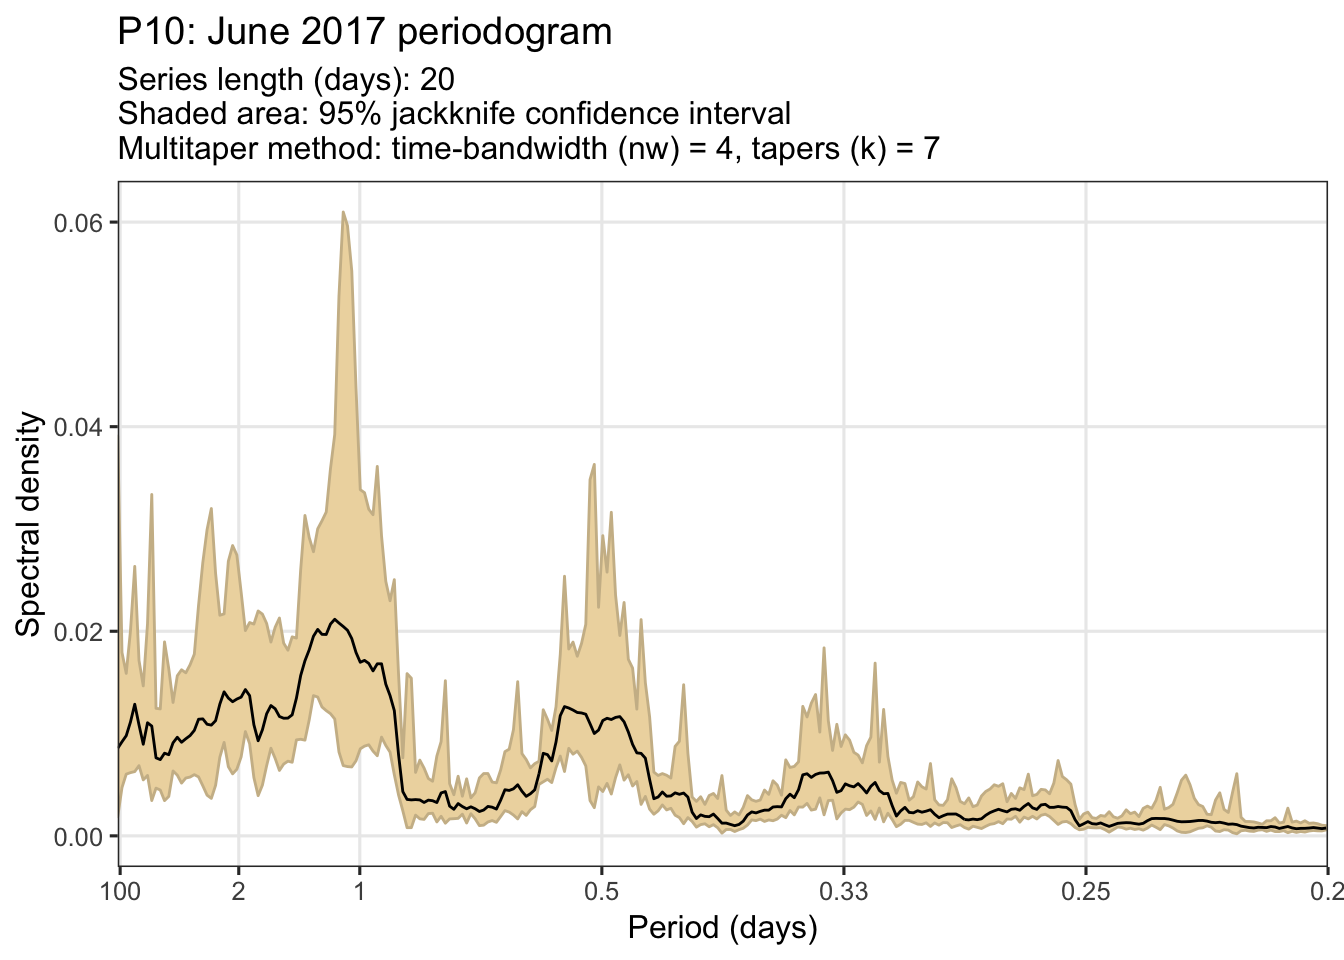 P10: June 2017 periodogram
Series length (days): 20
Shaded area: 95% jackknife confidence interval
Multitaper method: time-bandwidth (nw) = 4, tapers (k) = 7
0.06
0.04
0.02
0.00
Spectral density
100 2 1 0.5 0.33 0.25 0.2
Period (days)